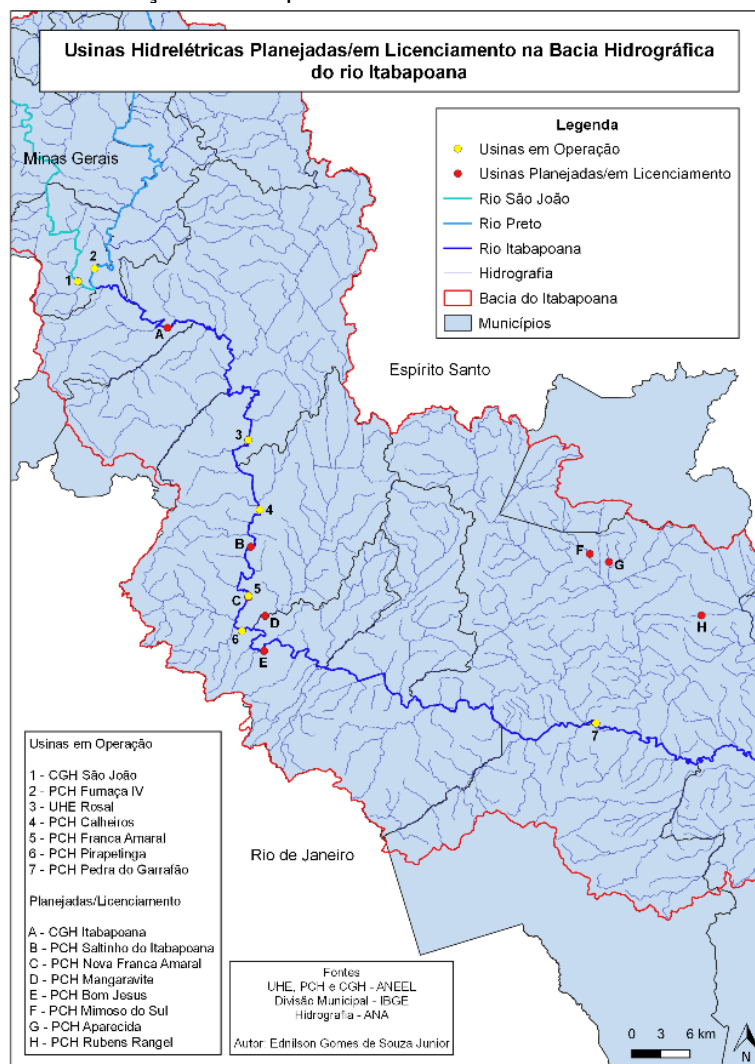 Usinas Hidrelétricas Planejadas/em Licenciamento na Bacia Hidrográfica
do rio Itabapoana
Legenda
Usinas em Operação
Usinas Planejadas/em Licenciamento
Rio São João
Rio Preto
Rio Itabapoana
Hidrografia
Bacia do Itabapoana
Municípios
Minas Gerais
2
1
A
Espírito Santo
3
4
B
F
G
5
C
D
H
6
E
7
Rio de Janeiro
Usinas em Operação
1 - CGH São João
2 - PCH Fumaça IV
3 - UHE Rosal
4 - PCH Calheiros
5 - PCH Franca Amaral
6 - PCH Pirapetinga
7 - PCH Pedra do Garrafão
Planejadas/Licenciamento
A - CGH Itabapoana
B - PCH Saltinho do Itabapoana
C - PCH Nova Franca Amaral
D - PCH Mangaravite
E - PCH Bom Jesus
F - PCH Mimoso do Sul
G - PCH Aparecida
H - PCH Rubens Rangel
Fontes
UHE, PCH e CGH - ANEEL
Divisão Municipal - IBGE
Hidrografia - ANA
Autor: Ednilson Gomes de Souza Junior
0 3 6 km
N